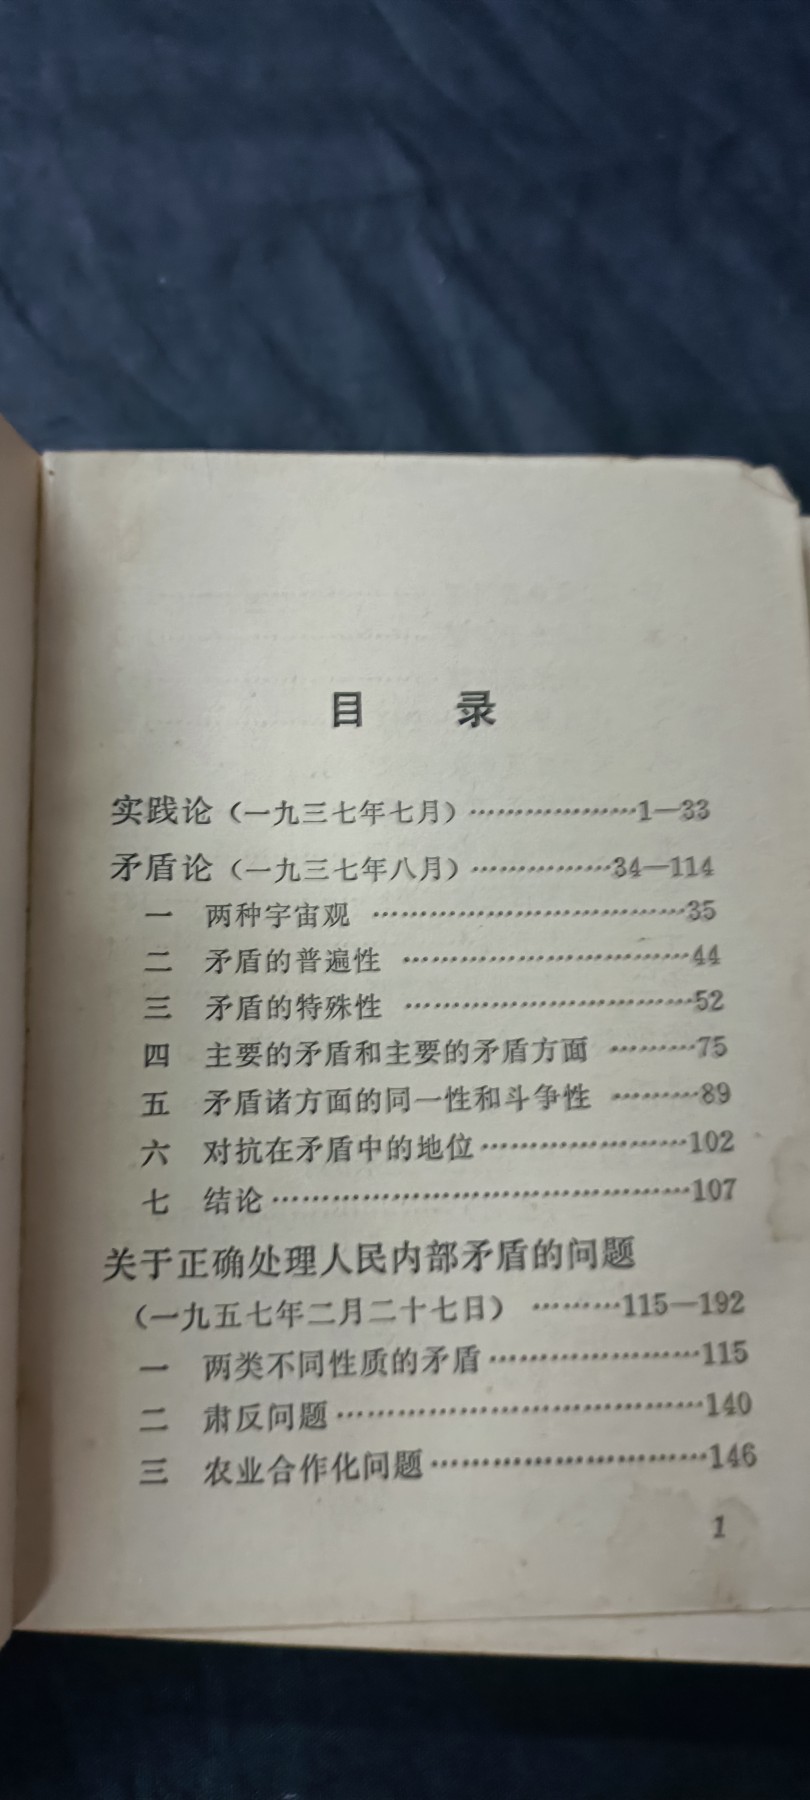 目 录
实践论（一九三七年七月）…………………1—33
矛盾论（一九三七年八月）……………34—114
一 两种宇宙观 ………………………………35
二 矛盾的普遍性 ……………………………44
三 矛盾的特殊性 ……………………………52
四 主要的矛盾和主要的矛盾方面 ………75
五 矛盾诸方面的同一性和斗争性 ………89
六 对抗在矛盾中的地位…………………102
七 结论……………………………………107
关于正确处理人民内部矛盾的问题
（一九五七年二月二十七日） ………115—192
一 两类不同性质的矛盾…………………115
二 肃反问题………………………………140
三 农业合作化问题………………………146
1